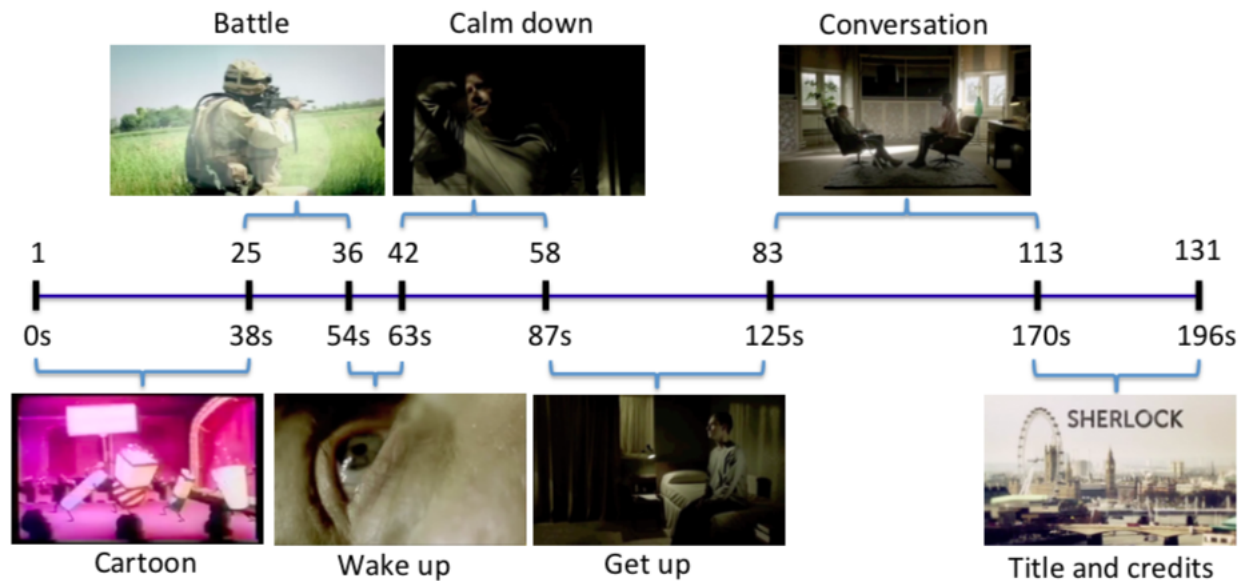 Battle
Calm down
Conversation
1
25
36
42
58
83
113
131
0s
38s
54s
63s
87s
125s
170s
196s
SHERLOCK
Cartoon
Wake up
Get up
Title and credits